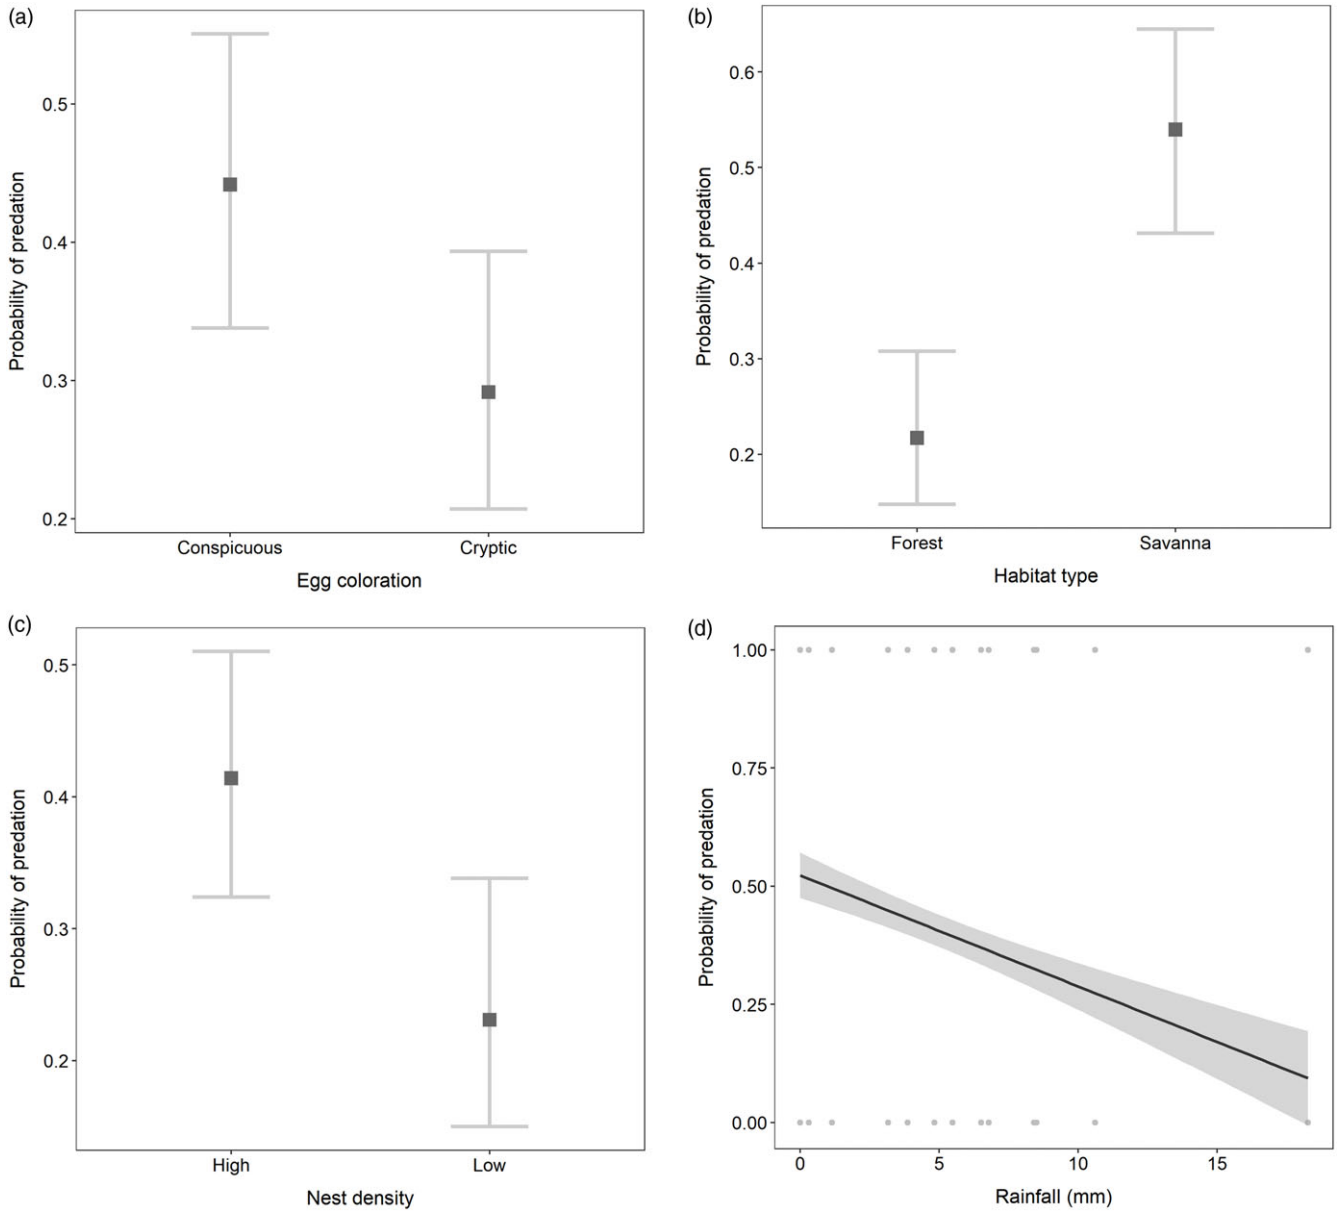 (a)
Probability of predation
0.5
0.4
0.3
0.2
Conspicuous Cryptic
Egg coloration
(b)
Probability of predation
0.6
0.5
0.4
0.3
0.2
Forest Savanna
Habitat type
(c)
Probability of predation
0.5
0.4
0.3
0.2
High Low
Nest density
(d)
Probability of predation
1.00
0.75
0.50
0.25
0.00
0 5 10 15
Rainfall (mm)